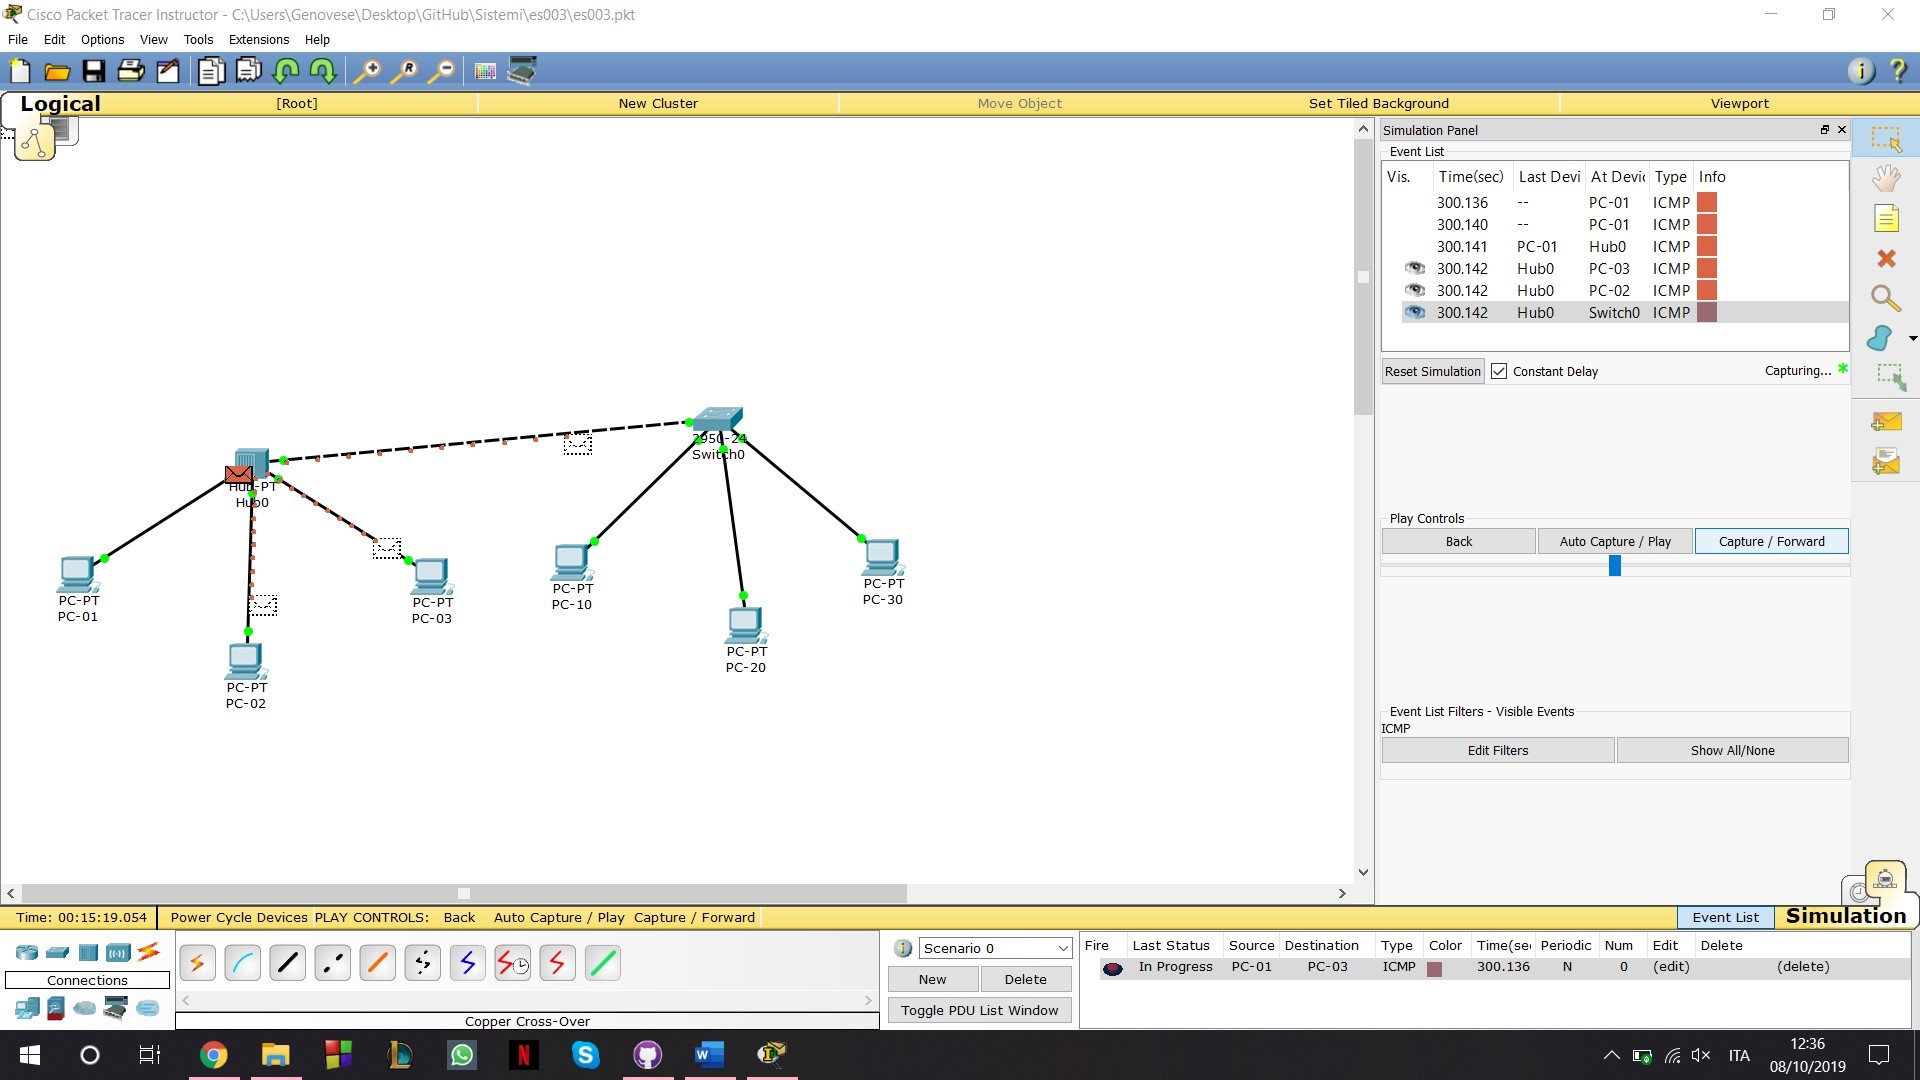 Cisco Packet Tracer Instructor - C:\Users\Genovese\Desktop\GitHub\Sistemi\es003\es003.pkt
File Edit Options View Tools Extensions Help
Logical [Root] New Cluster Move Object Set Tiled Background Viewport
Simulation Panel
Event List
Vis. Time(sec) Last Devi At Devic Type Info
300.136 -- PC-01 ICMP
300.140 -- PC-01 ICMP
300.141 PC-01 Hub0 ICMP
300.142 Hub0 PC-03 ICMP
300.142 Hub0 PC-02 ICMP
300.142 Hub0 Switch0 ICMP
Reset Simulation Constant Delay Capturing...
2950-24
Switch0
Hub-PT
Hub0
PC-PT
PC-01
PC-PT
PC-02
PC-PT
PC-03
PC-PT
PC-10
PC-PT
PC-20
PC-PT
PC-30
Play Controls
Back Auto Capture / Play Capture / Forward
Event List Filters - Visible Events
ICMP
Edit Filters Show All/None
Time: 00:15:19.054 Power Cycle Devices PLAY CONTROLS: Back Auto Capture / Play Capture / Forward Event List Simulation
Connections
Copper Cross-Over
Scenario 0
New Delete
Toggle PDU List Window
Fire Last Status Source Destination Type Color Time(se Periodic Num Edit Delete
In Progress PC-01 PC-03 ICMP 300.136 N 0 (edit) (delete)
ITA
12:36
08/10/2019